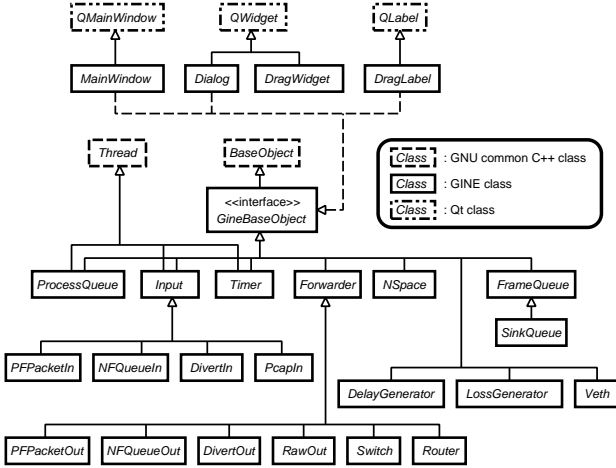 QMainWindow
QWidget
QLabel
MainWindow
Dialog
DragWidget
DragLabel
Thread
BaseObject
Class : GNU common C++ class
Class : GINE class
Class : Qt class
<<interface>>
GineBaseObject
ProcessQueue
Input
Timer
Forwarder
NSpace
FrameQueue
SinkQueue
PFPacketIn
NFQueueIn
DivertIn
PcapIn
DelayGenerator
LossGenerator
Veth
PFPacketOut
NFQueueOut
DivertOut
RawOut
Switch
Router